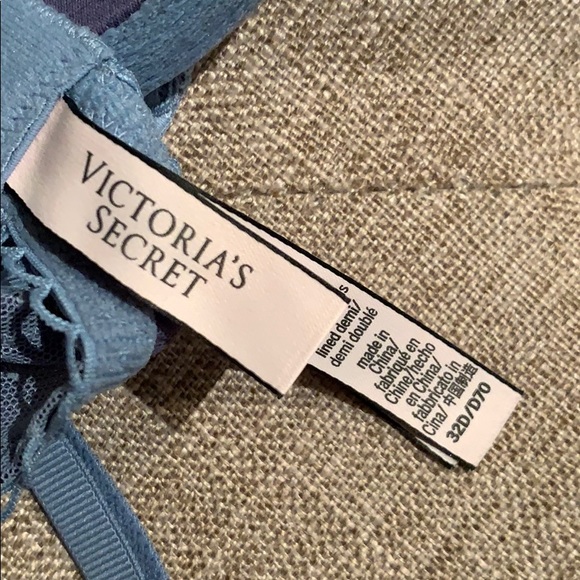 VICTORIA'S
SECRET
s
lined demi/
demi doublé
made in
China/
fabriqué en
Chine/hecho
en China/
fabbricato in
Cina/ 中国制造
32D/D70